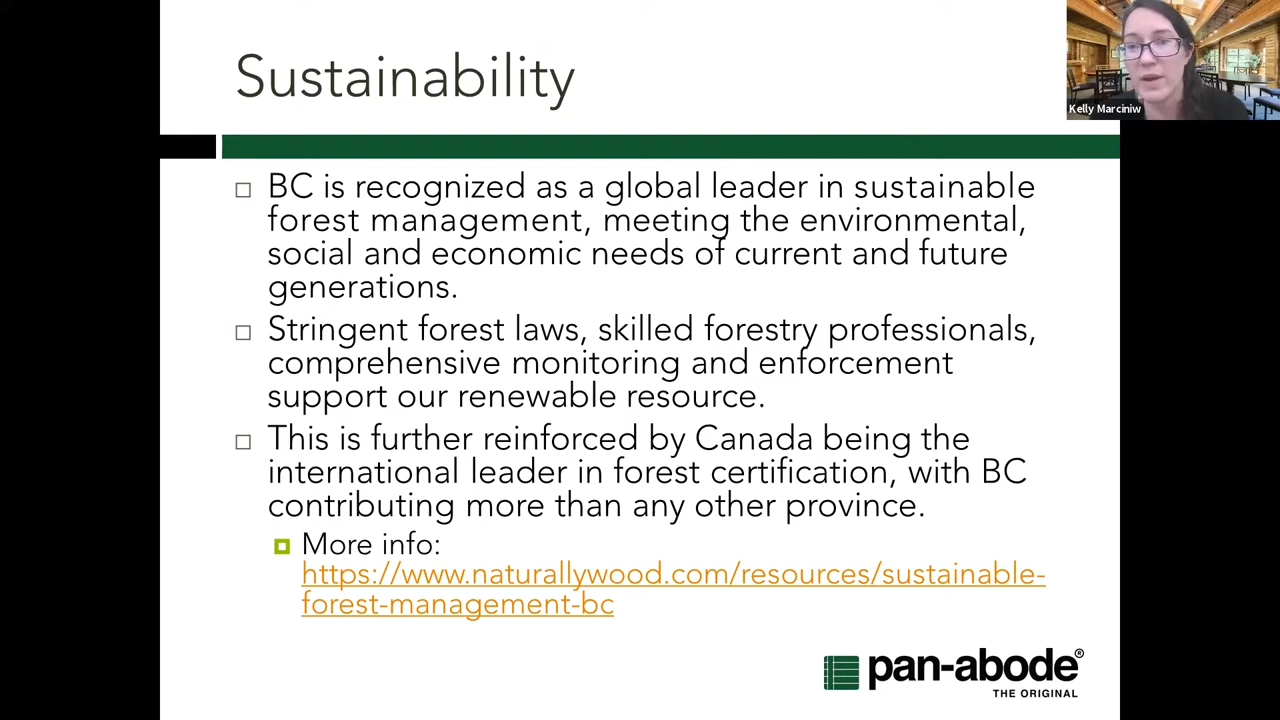 Sustainability
Kelly Marciniw
BC is recognized as a global leader in sustainable
forest management, meeting the environmental,
social and economic needs of current and future
generations.
Stringent forest laws, skilled forestry professionals,
comprehensive monitoring and enforcement
support our renewable resource.
This is further reinforced by Canada being the
international leader in forest certification, with BC
contributing more than any other province.
More info:
https://www.naturallywood.com/resources/sustainable-
forest-management-bc
pan-abode®
THE ORIGINAL